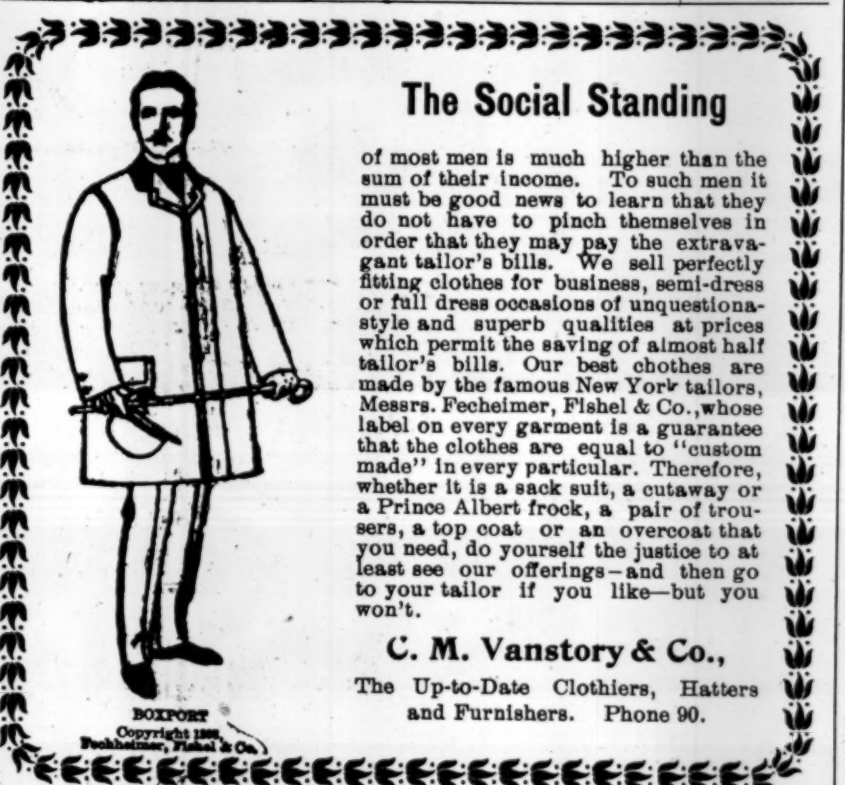 The Social Standing
of most men is much higher than the
sum of their income. To such men it
must be good news to learn that they
do not have to pinch themselves in
order that they may pay the extrava-
gant tailor's bills. We sell perfectly
fitting clothes for business, semi-dress
or full dress occasions of unquestiona-
style and superb qualities at prices
which permit the saving of almost half
tailor's bills. Our best chothes are
made by the famous New York tailors,
Messrs. Fecheimer, Fishel & Co.,whose
label on every garment is a guarantee
that the clothes are equal to "custom
made" in every particular. Therefore,
whether it is a sack suit, a cutaway or
a Prince Albert frock, a pair of trou-
sers, a top coat or an overcoat that
you need, do yourself the justice to at
least see our offerings—and then go
to your tailor if you like—but you
won't.
C. M. Vanstory & Co.,
The Up-to-Date Clothiers, Hatters
and Furnishers. Phone 90.
BOXPORT
Copyright
Fechheimer, Fishel & Co.